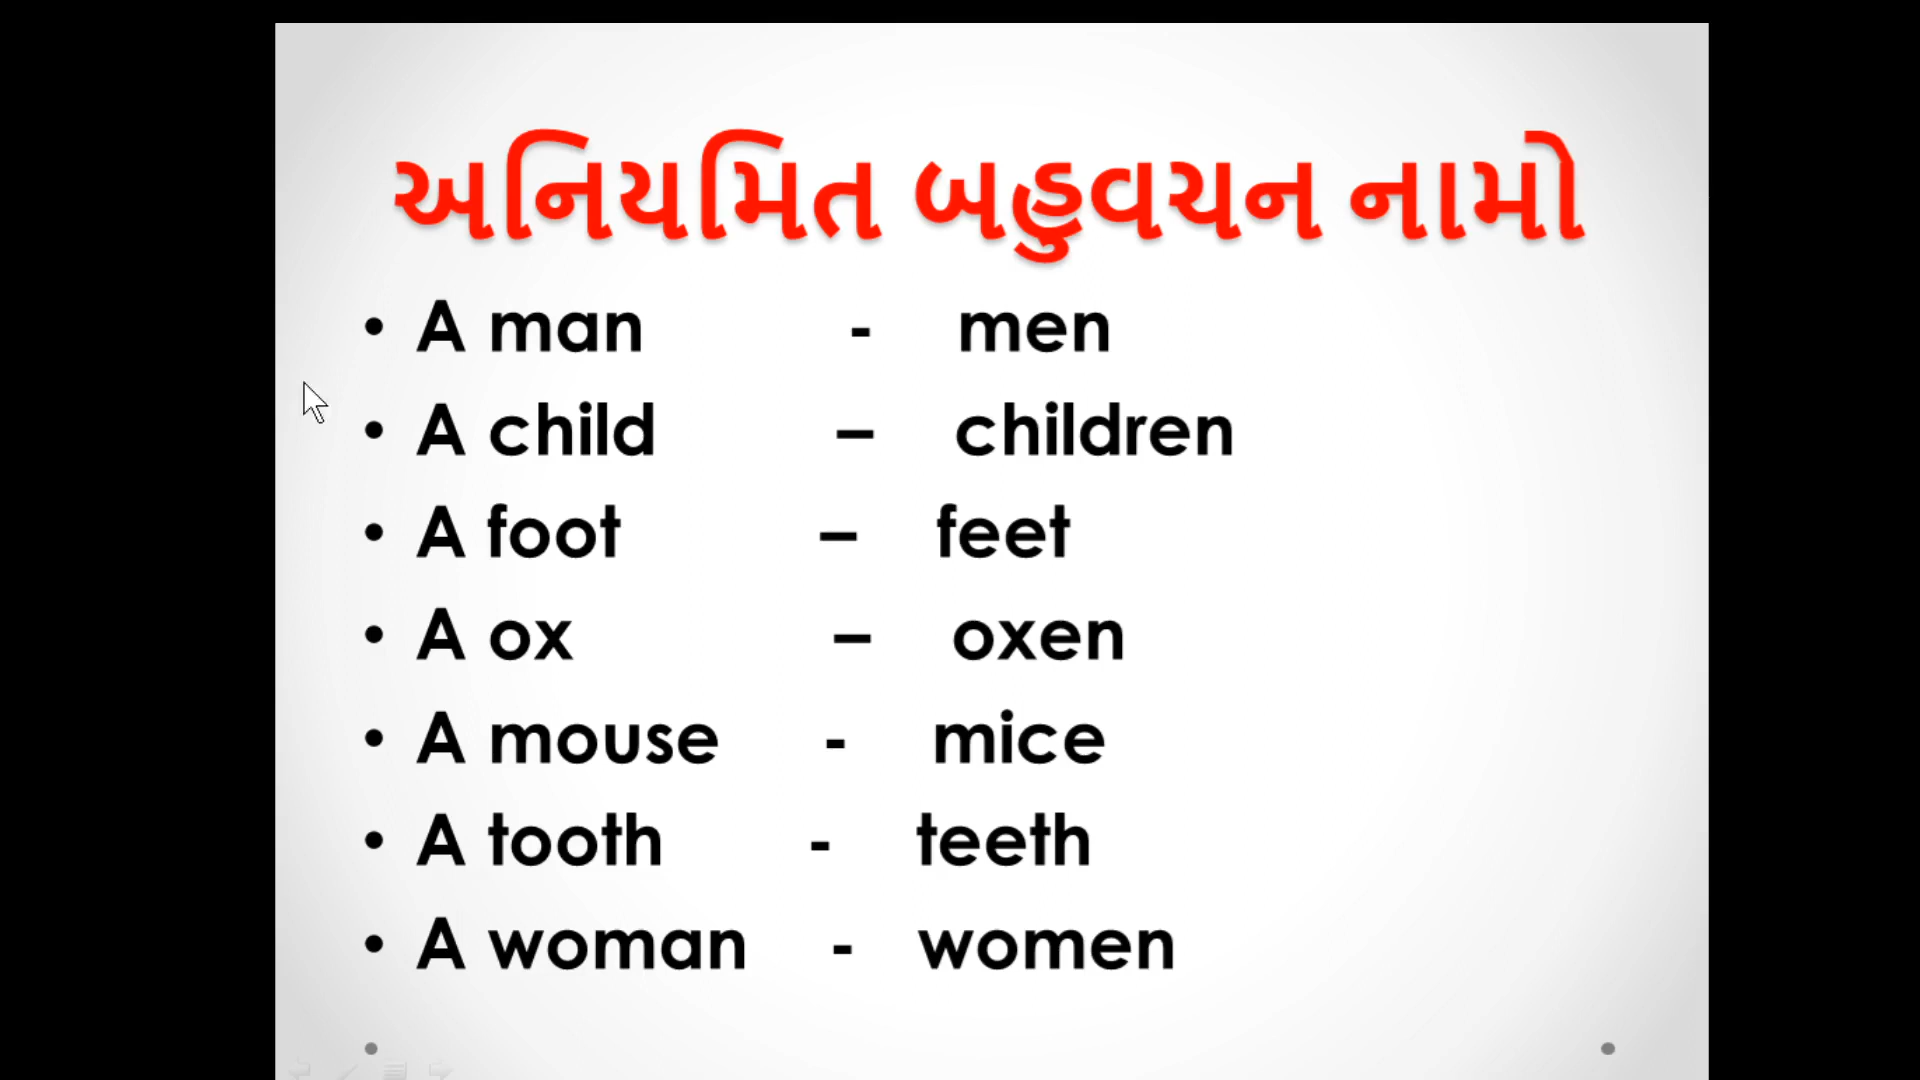 અનિયમિત બહુવચન નામો
• A man - men
• A child – children
• A foot – feet
• A ox – oxen
• A mouse - mice
• A tooth - teeth
• A woman - women